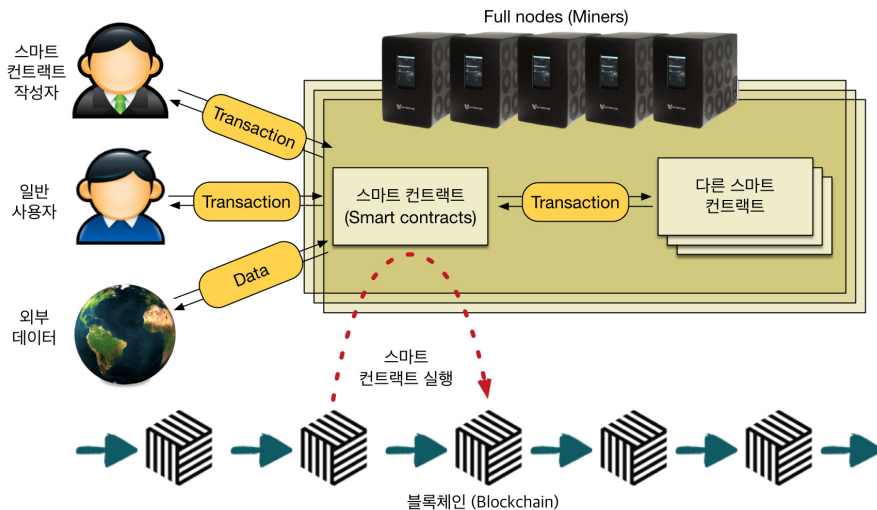 Full nodes (Miners)
스마트
컨트랙트
작성자
Transaction
일반
사용자
Transaction
스마트 컨트랙트
(Smart contracts)
Transaction
다른 스마트
컨트랙트
Data
외부
데이터
스마트
컨트랙트 실행
블록체인 (Blockchain)